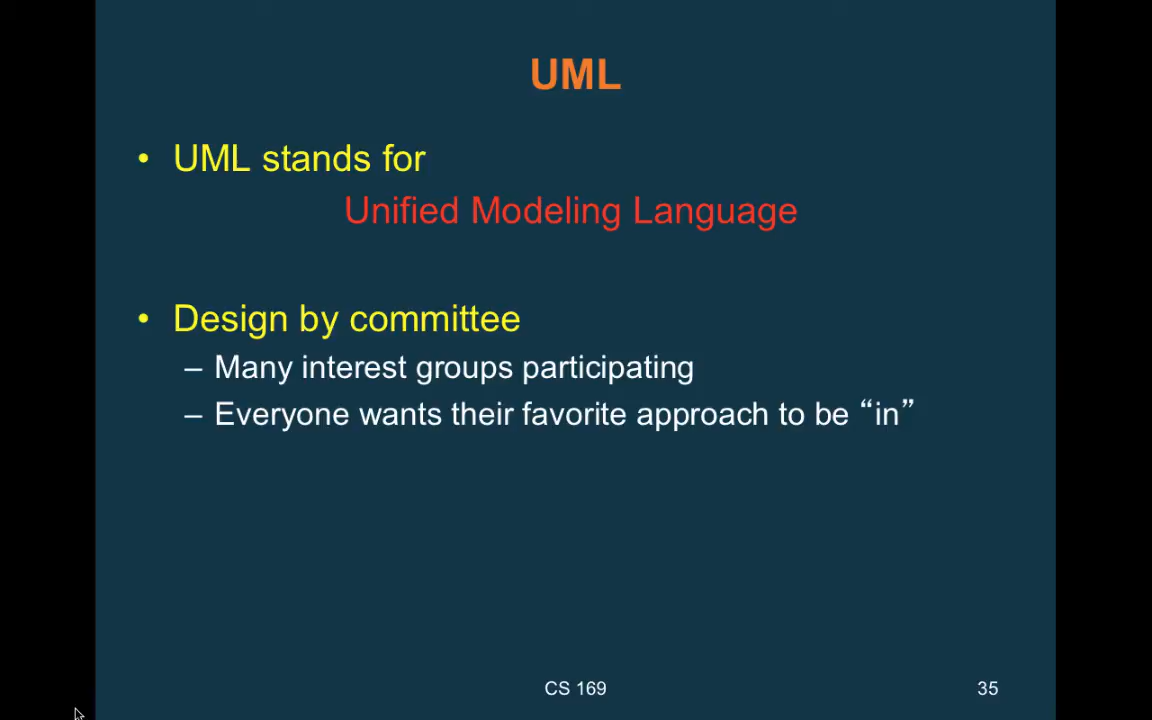 UML
• UML stands for
Unified Modeling Language
• Design by committee
– Many interest groups participating
– Everyone wants their favorite approach to be “in”
CS 169
35